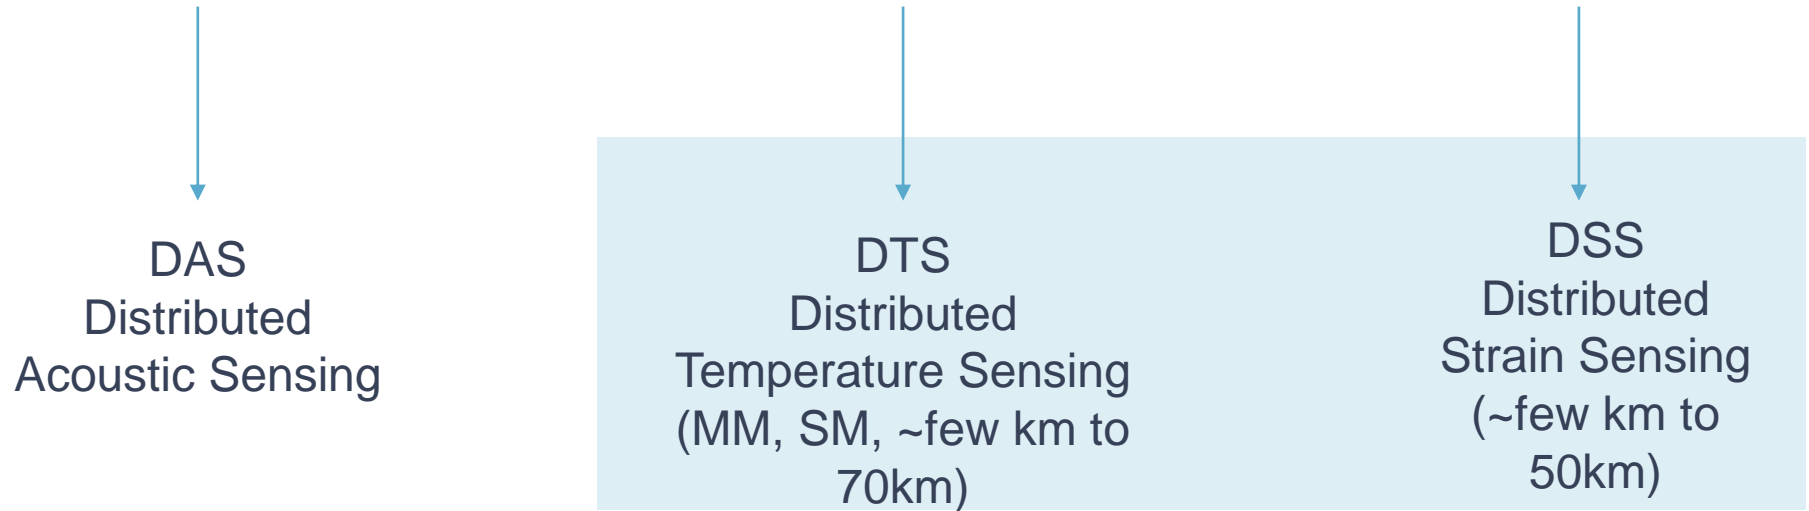 DAS
Distributed
Acoustic Sensing
DTS
Distributed
Temperature Sensing
(MM, SM, ~few km to
70km)
DSS
Distributed
Strain Sensing
(~few km to
50km)